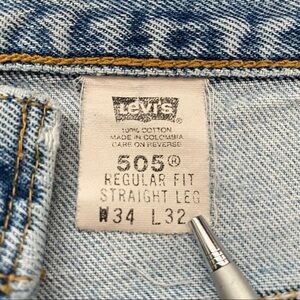 Levi's ®
100% COTTON
MADE IN COLOMBIA
CARE ON REVERSE
505®
REGULAR FIT
STRAIGHT LEG
W34 L32